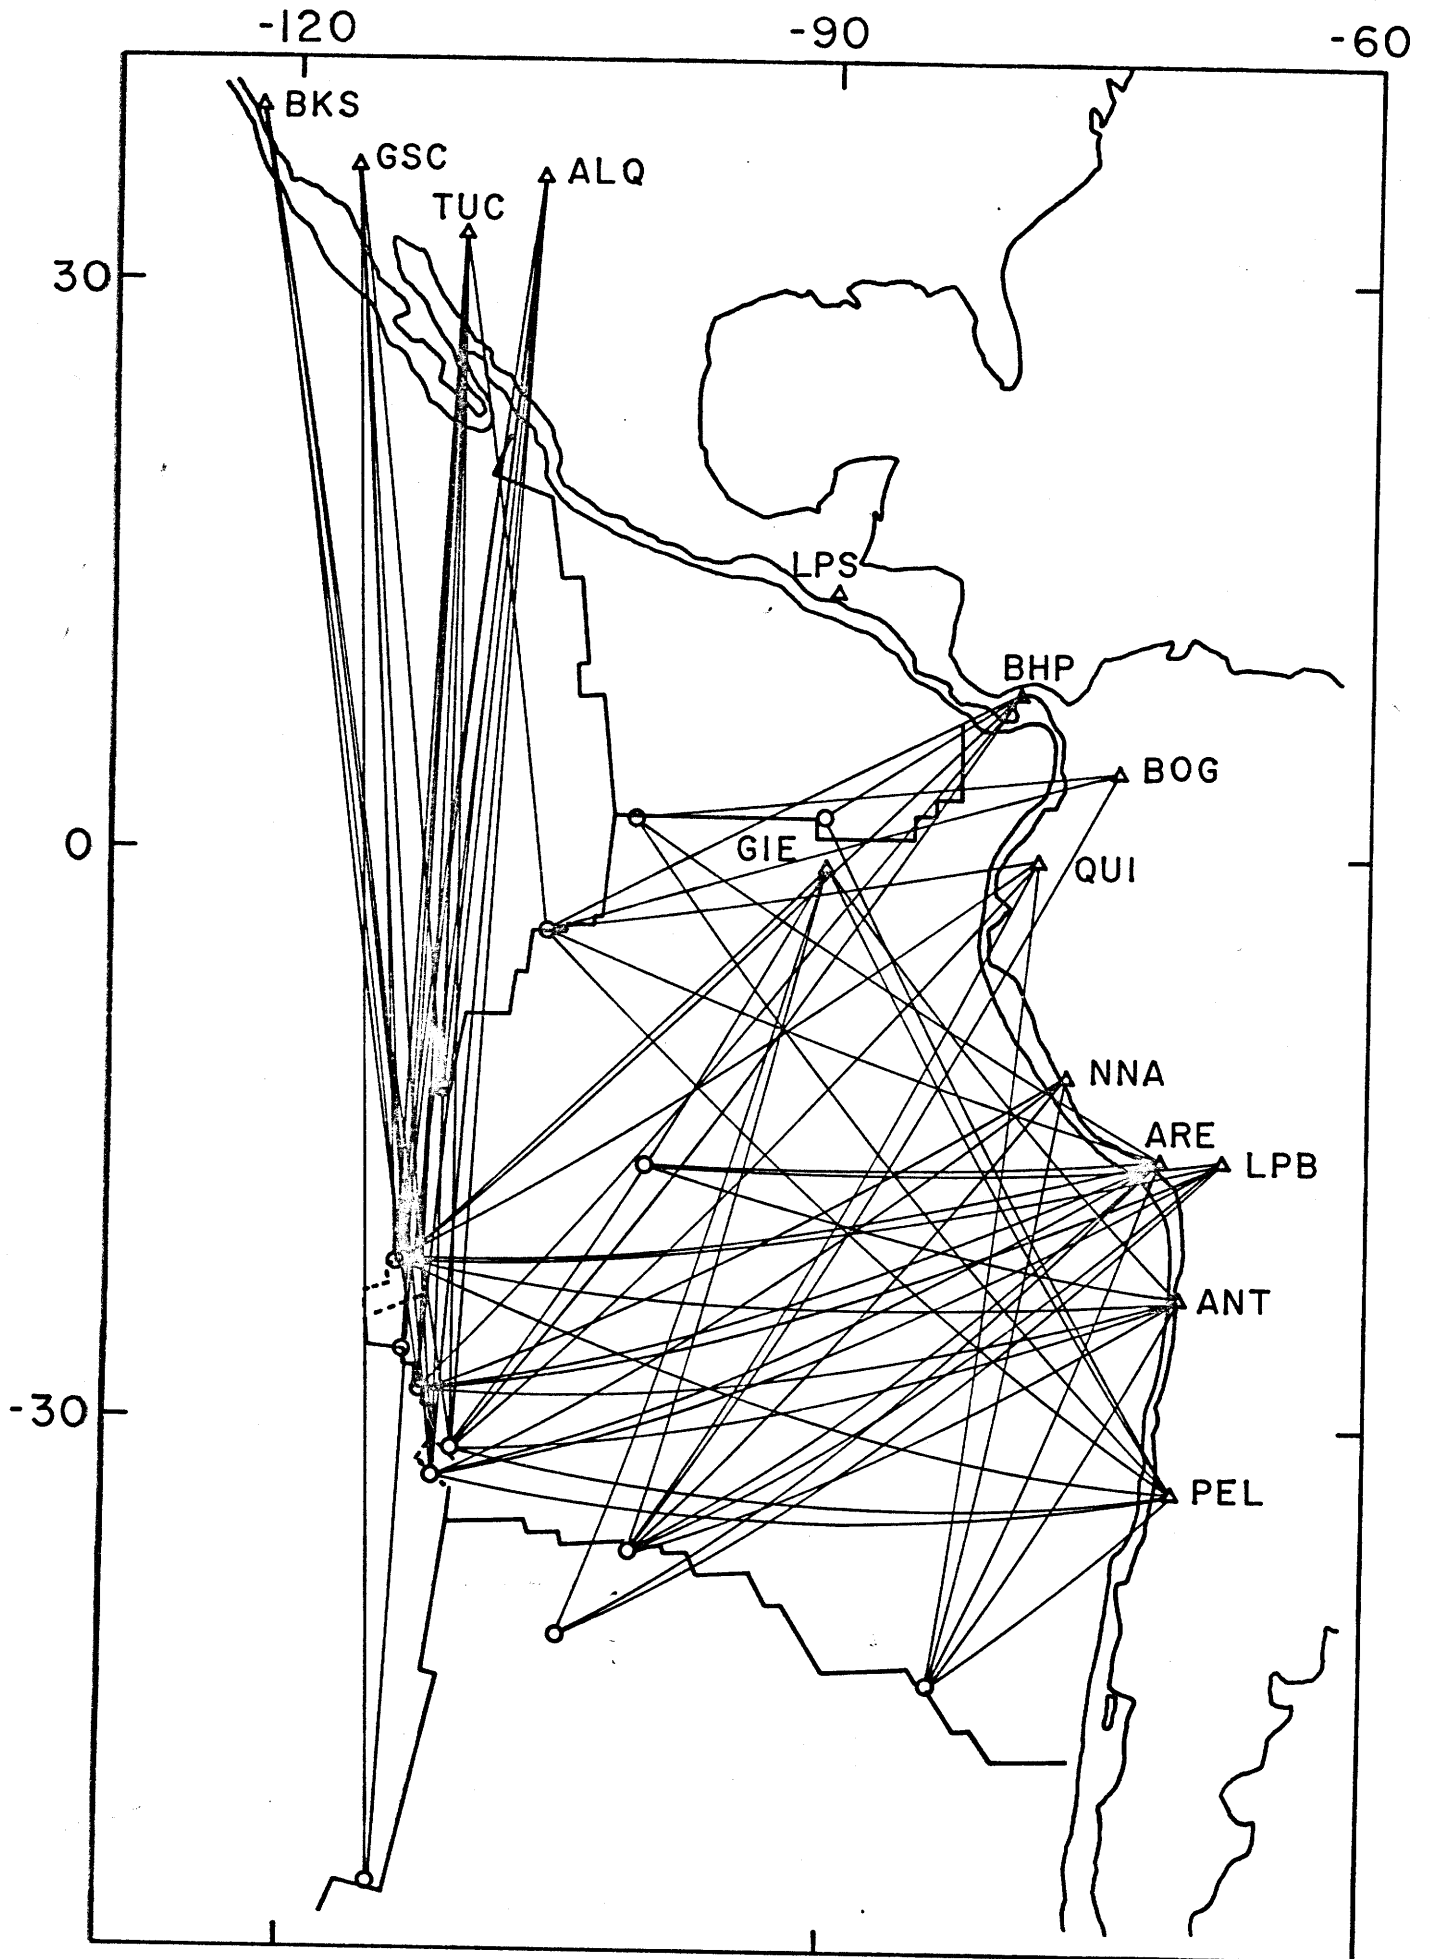 -120 -90 -60
BKS
GSC
ALQ
TUC
30
LPS
BHP
BOG
0
GIE
QUI
NNA
ARE
LPB
ANT
-30
PEL